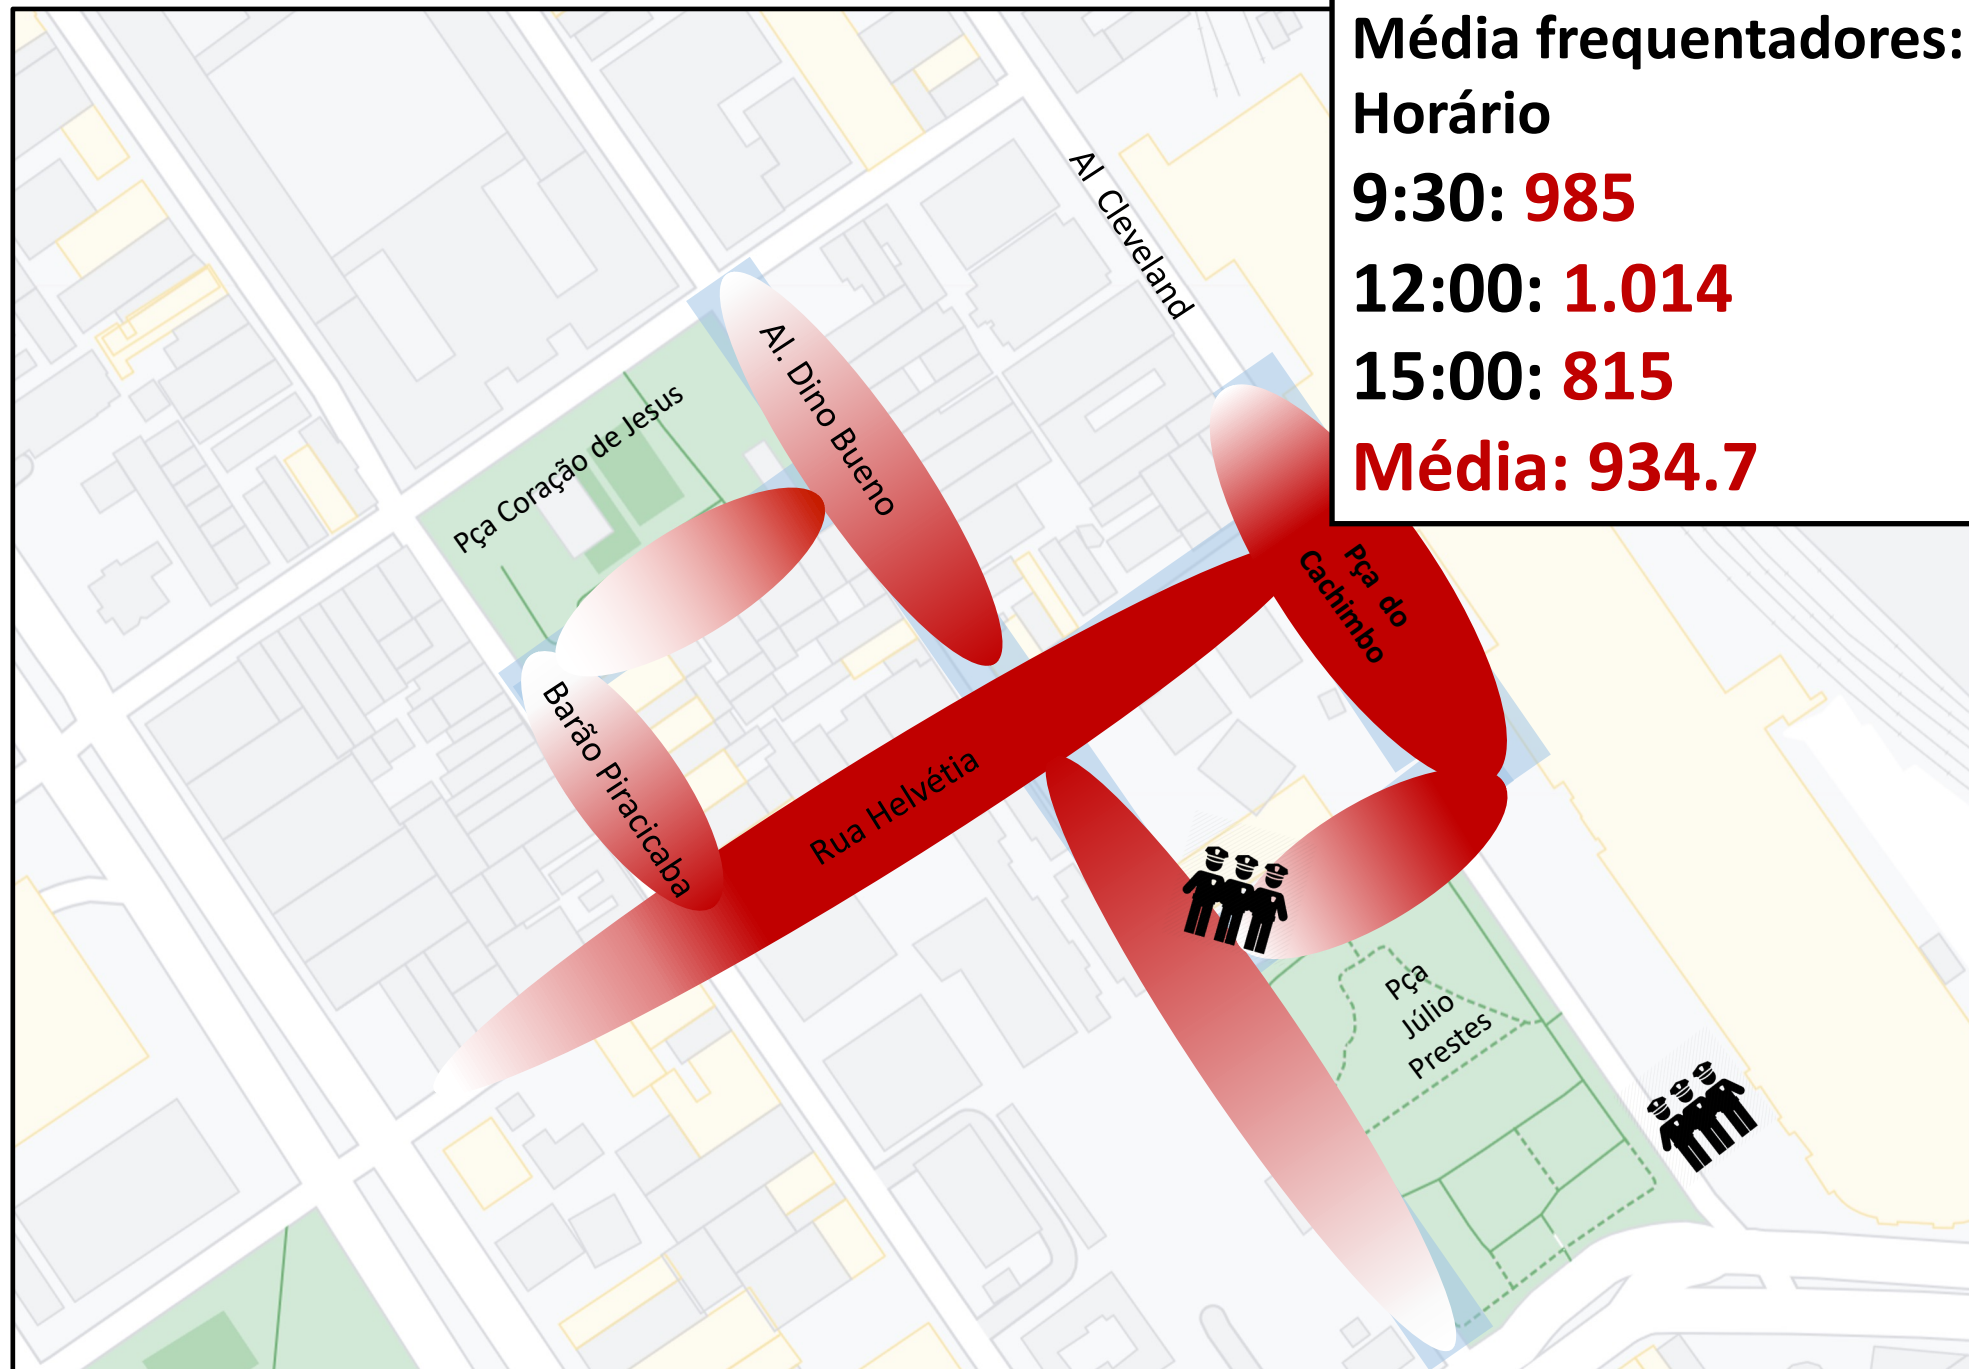 Média frequentadores:
Horário
9:30: 985
12:00: 1.014
15:00: 815
Média: 934.7
Al Cleveland
Al. Dino Bueno
Pça Coração de Jesus
Pça do
Cachimbo
Barão Piracicaba
Rua Helvétia
Pça
Júlio
Prestes